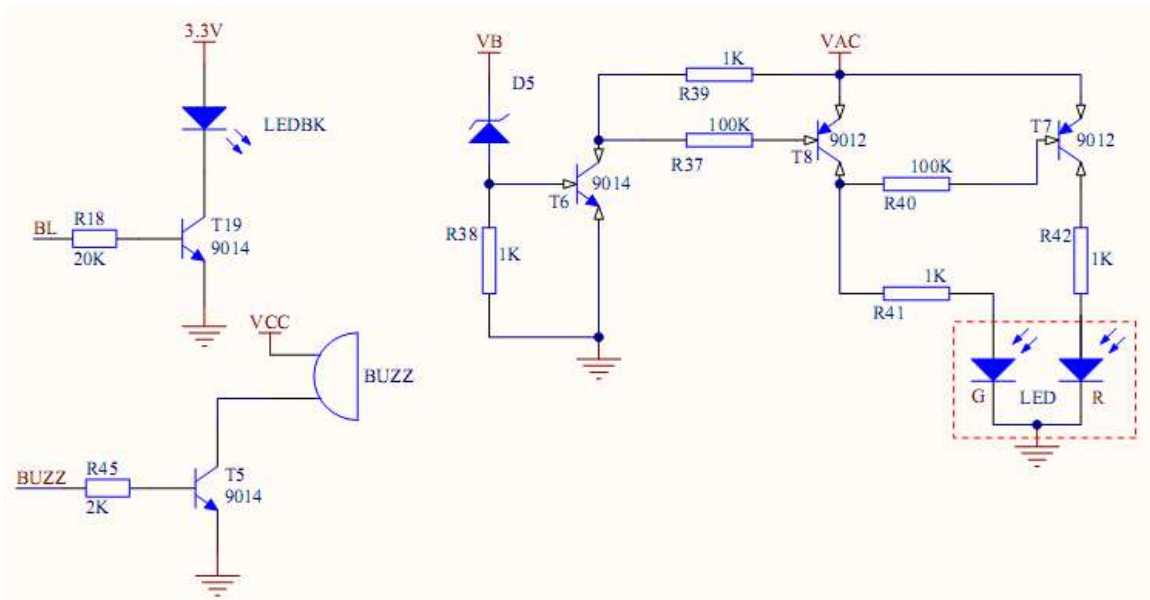 3.3V
LEDBK
BL
R18
20K
T19
9014
VCC
BUZZ
BUZZ
R45
2K
T5
9014
VB
D5
R38
1K
T6
9014
1K
R39
100K
R37
VAC
T8
9012
T7
9012
100K
R40
1K
R41
R42
1K
G
LED
R